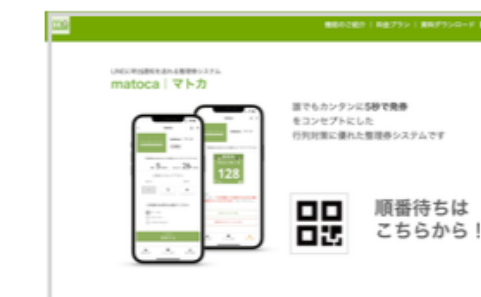 機能のご紹介 | 料金プラン | 資料ダウンロード
LINEに呼出通知を送れる整理券システム
matoca | マトカ
誰でもカンタンに5秒で発券
をコンセプトにした
行列対策に優れた整理券システムです
128
順番待ちは
こちらから！